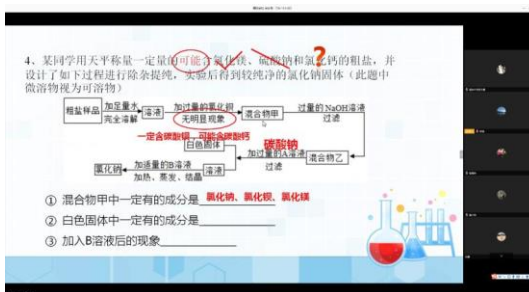 4、某同学用天平称量一定量的可能含氯化镁、硫酸钠和氯化钙的粗盐，并
设计了如下过程进行除杂提纯，实验后得到较纯净的氯化钠固体（此题中
微溶物视为可溶物）
?
粗盐样品 加足量水 完全溶解 溶液 加过量的氯化钡 无明显现象 混合物甲 过量的NaOH溶液 过滤
一定含碳酸钡，可能含碳酸钙
白色固体 碳酸钠
氯化钠 加适量的B溶液 加热、蒸发、结晶 溶液 加过量的A溶液 过滤 混合物乙
① 混合物甲中一定有的成分是 氯化钠、氯化钡、氯化镁
② 白色固体中一定有的成分是
③ 加入B溶液后的现象